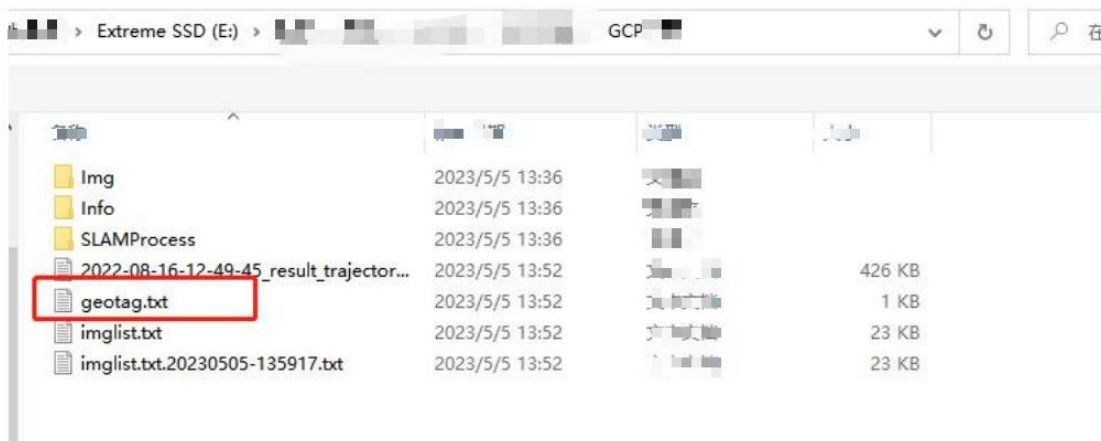 > Extreme SSD (E:) > GCP
Img 2023/5/5 13:36
Info 2023/5/5 13:36
SLAMProcess 2023/5/5 13:36
2022-08-16-12-49-45_result_trajector... 2023/5/5 13:52 426 KB
geotag.txt 2023/5/5 13:52 1 KB
imglist.txt 2023/5/5 13:52 23 KB
imglist.txt.20230505-135917.txt 2023/5/5 13:52 23 KB